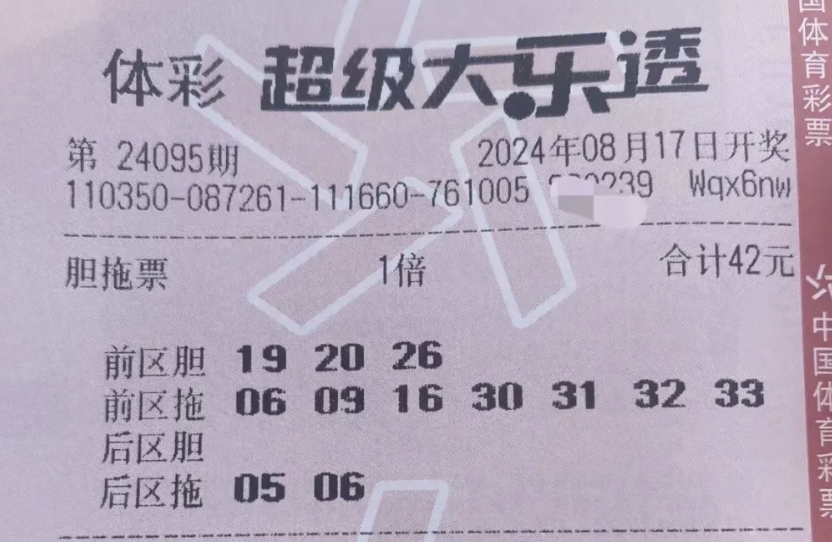 体彩 超级大乐透
第 24095期 2024年08月17日开奖
110350-087261-111660-761005 239 Wqx6nw
胆拖票 1倍 合计42元
前区胆 19 20 26
前区拖 06 09 16 30 31 32 33
后区胆
后区拖 05 06
国体育彩票
中国体育彩票